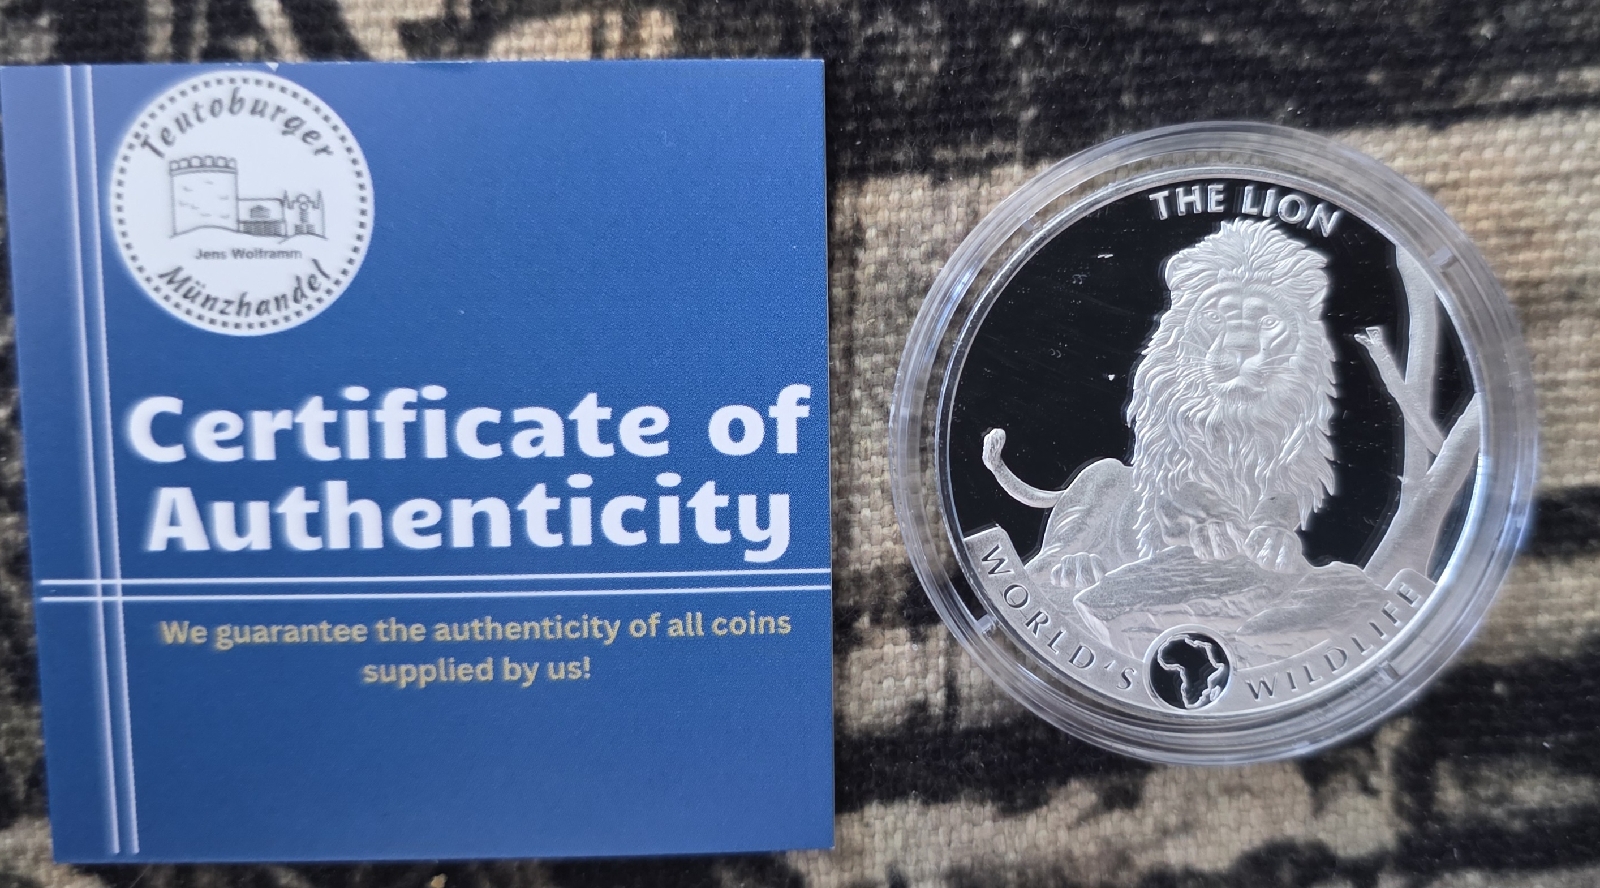 Teutoburger
Jens Wolframm
Münzhandel
Certificate of
Authenticity
We guarantee the authenticity of all coins
supplied by us!
THE LION
WORLD'S WILDLIFE